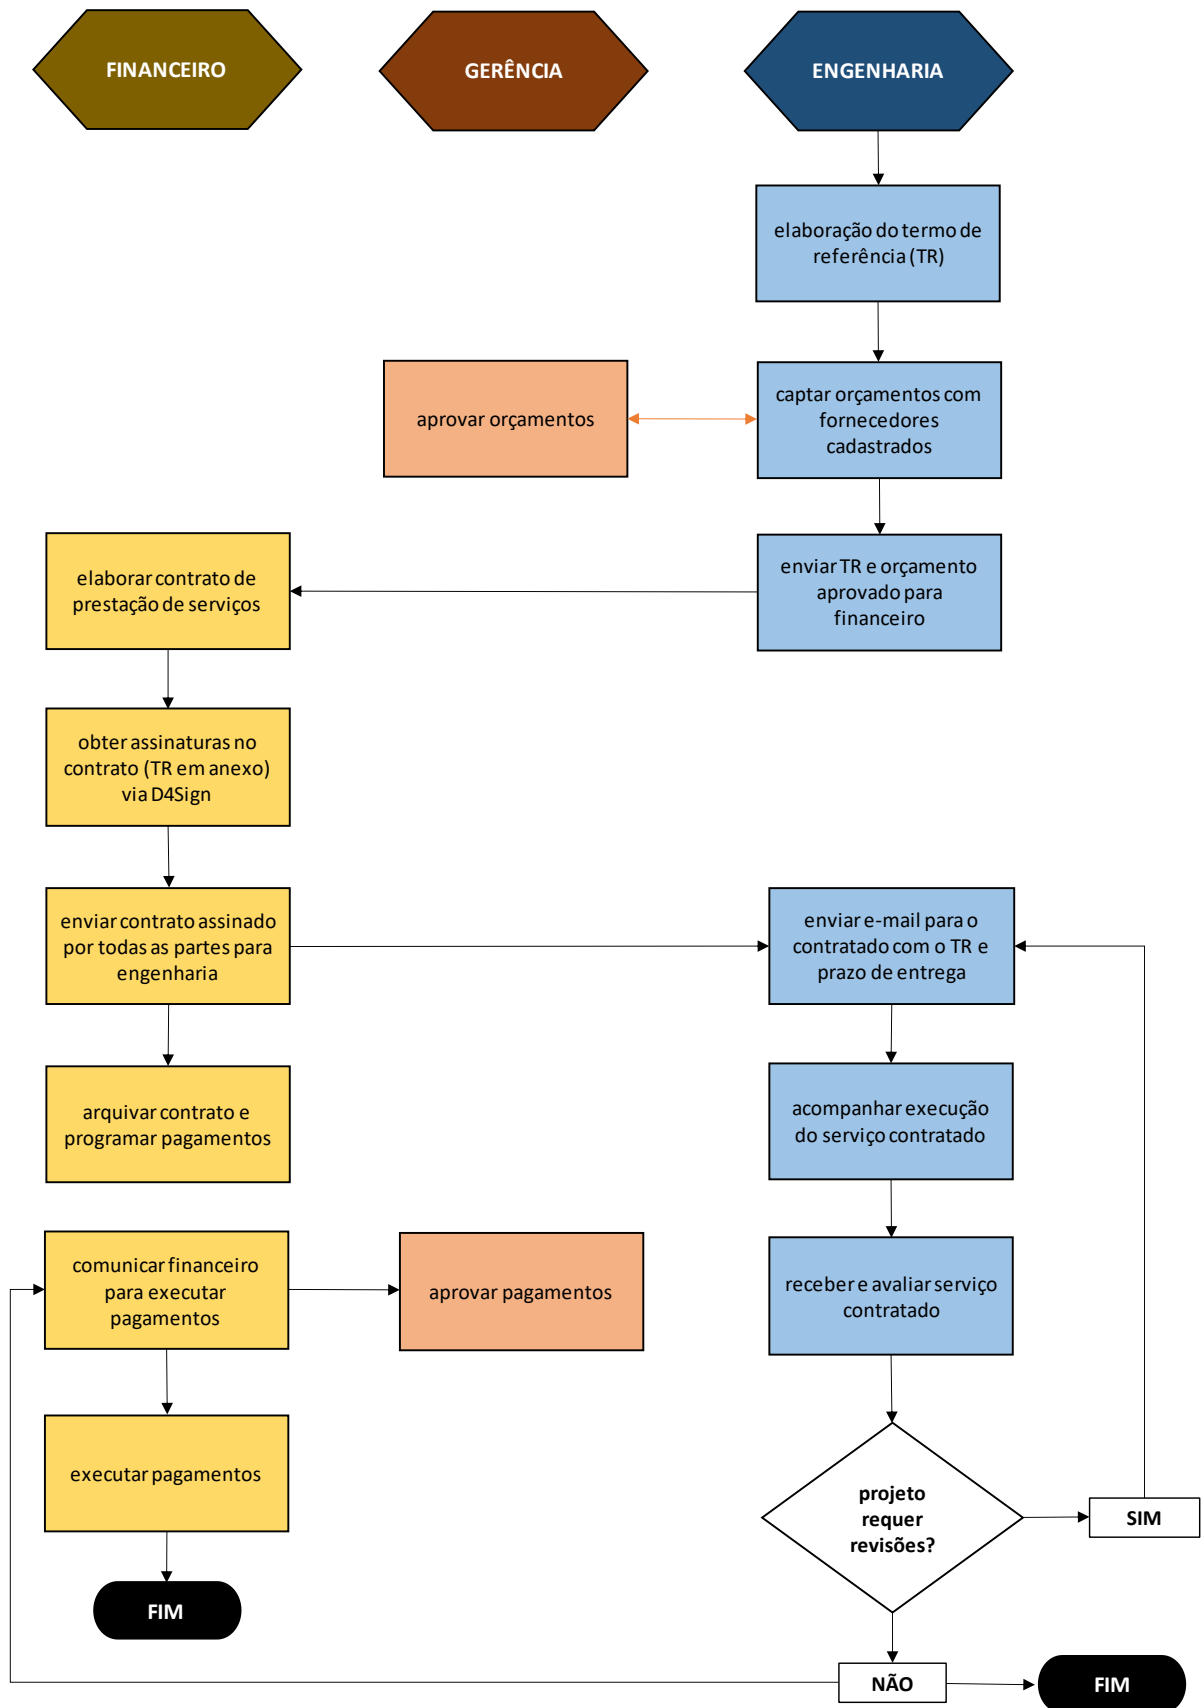 FINANCEIRO
GERÊNCIA
ENGENHARIA
elaboração do termo de
referência (TR)
aprovar orçamentos
captar orçamentos com
fornecedores
cadastrados
elaborar contrato de
prestação de serviços
enviar TR e orçamento
aprovado para
financeiro
obter assinaturas no
contrato (TR em anexo)
via D4Sign
enviar contrato assinado
por todas as partes para
engenharia
enviar e-mail para o
contratado com o TR e
prazo de entrega
arquivar contrato e
programar pagamentos
acompanhar execução
do serviço contratado
comunicar financeiro
para executar
pagamentos
aprovar pagamentos
receber e avaliar serviço
contratado
executar pagamentos
projeto
requer
revisões?
SIM
FIM
NÃO
FIM